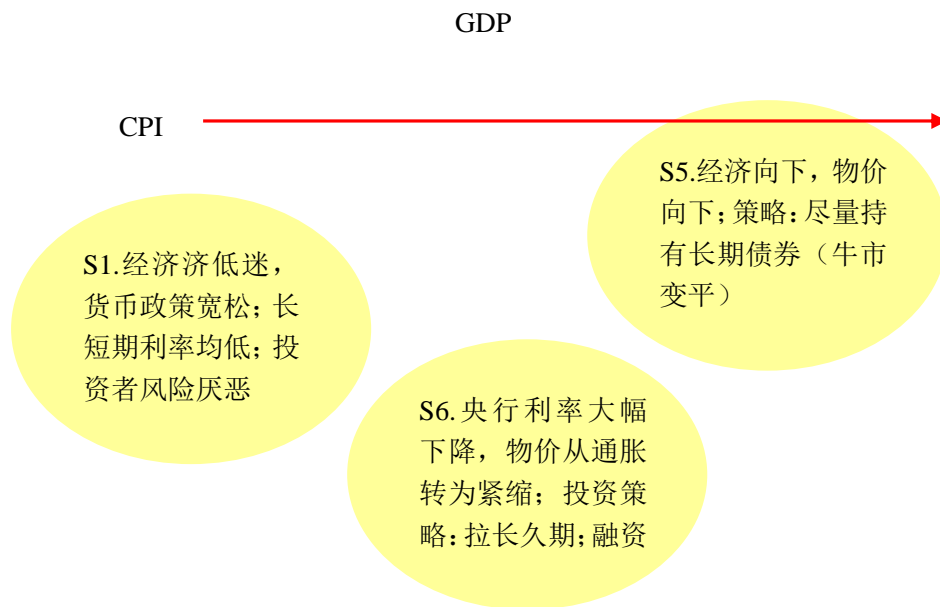 GDP
CPI
S5.经济向下，物价
向下；策略：尽量持
有长期债券（牛市
变平）
S1.经济济低迷，
货币政策宽松；长
短期利率均低；投
资者风险厌恶
S6.央行利率大幅
下降，物价从通胀
转为紧缩；投资策
略：拉长久期；融资